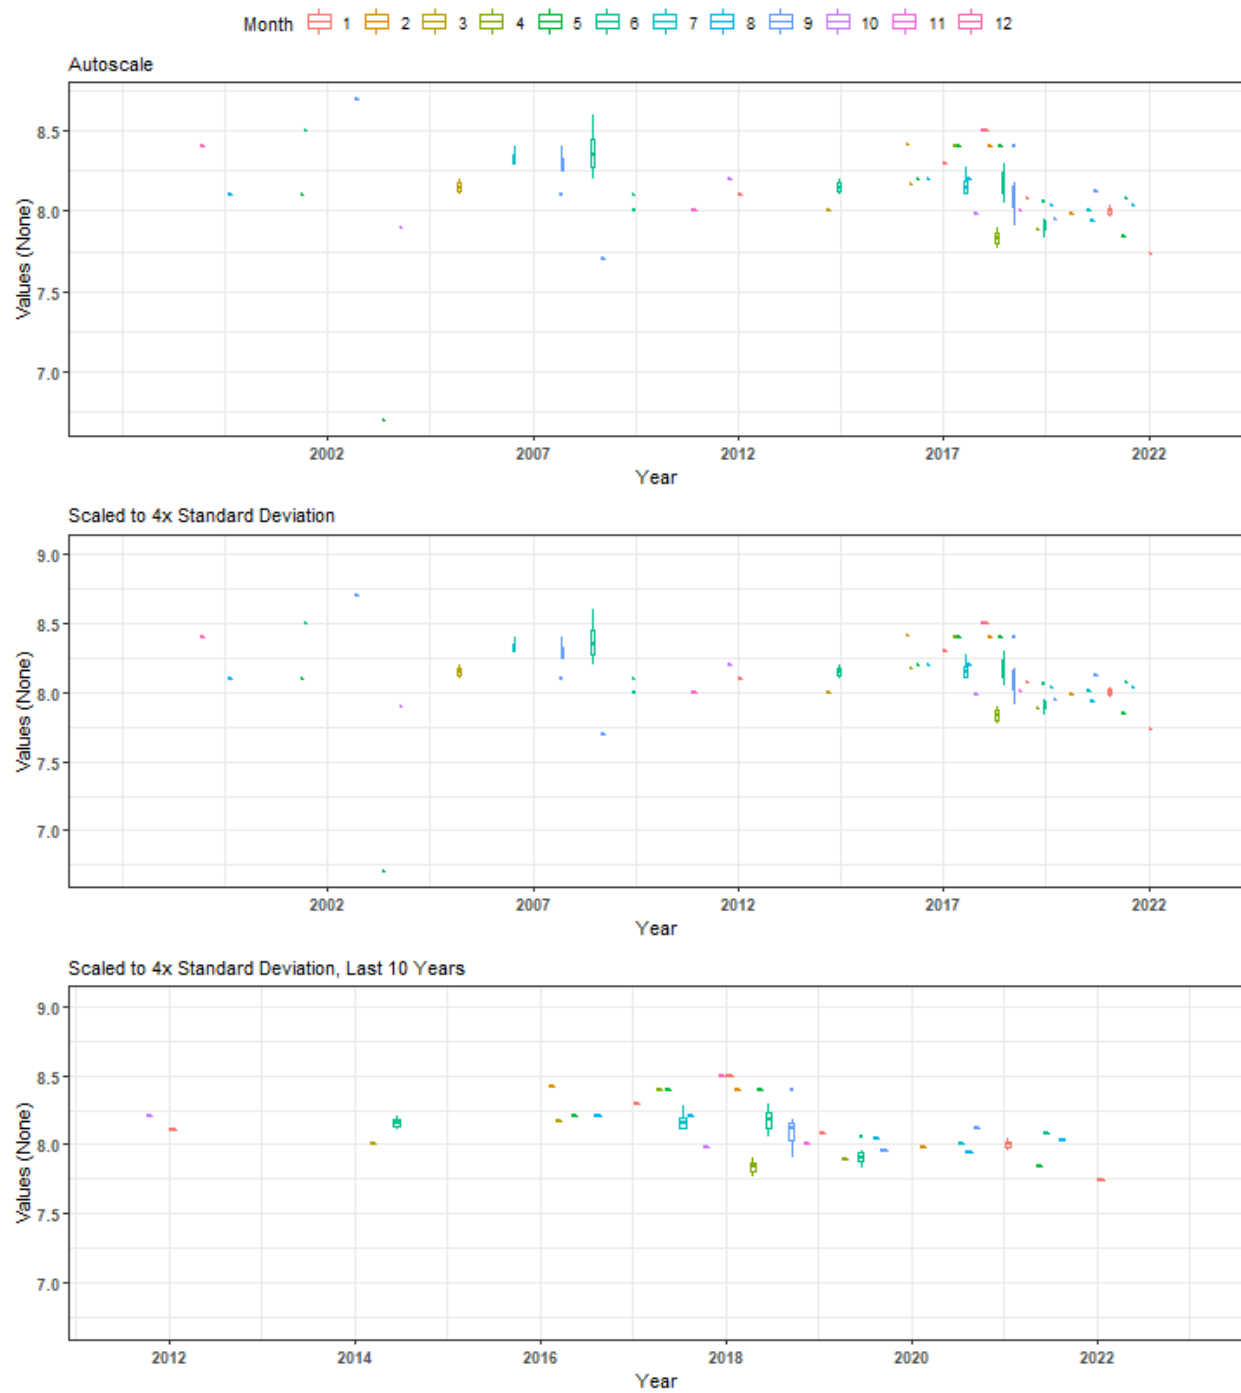 Month 1 2 3 4 5 6 7 8 9 10 11 12
Autoscale
8.5
8.0
7.5
7.0
Values (None)
2002 2007 2012 2017 2022
Year
Scaled to 4x Standard Deviation
9.0
8.5
8.0
7.5
7.0
Values (None)
2002 2007 2012 2017 2022
Year
Scaled to 4x Standard Deviation, Last 10 Years
9.0
8.5
8.0
7.5
7.0
Values (None)
2012 2014 2016 2018 2020 2022
Year